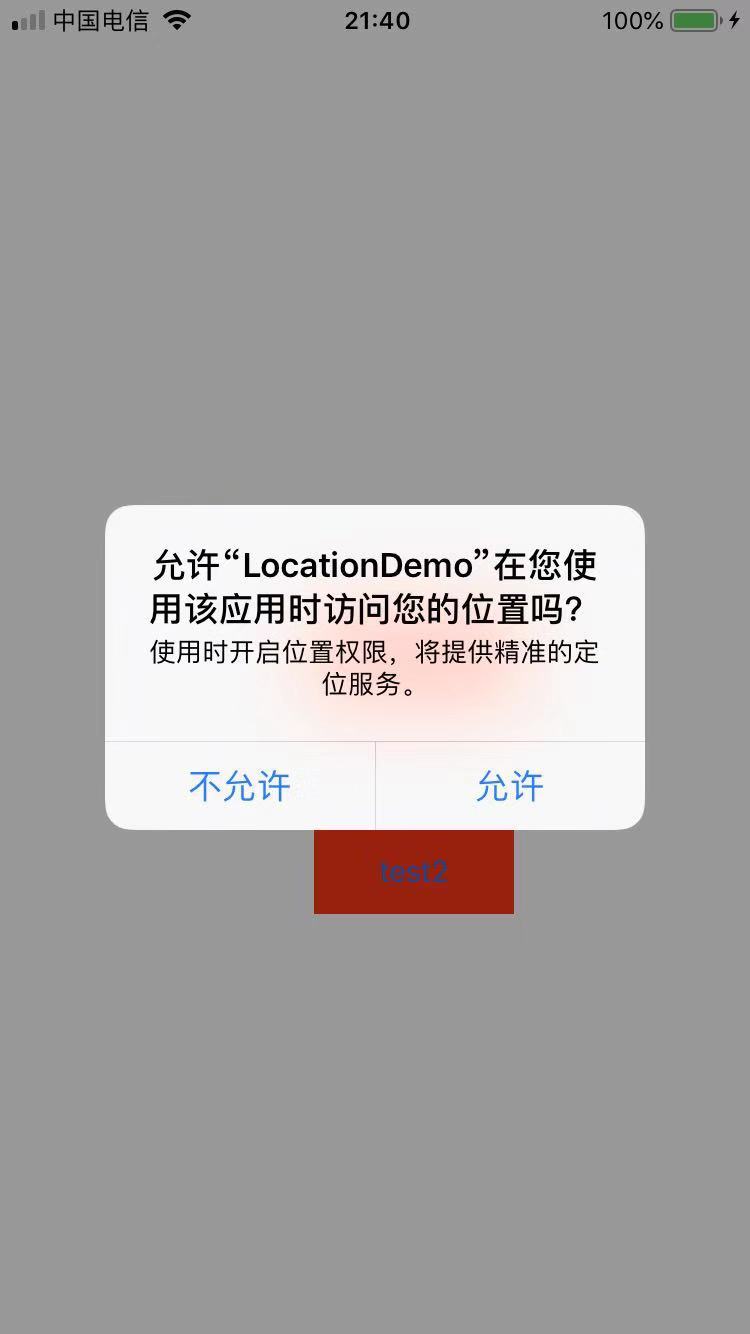 中国电信
21:40
100%
允许“LocationDemo”在您使
用该应用时访问您的位置吗？
使用时开启位置权限，将提供精准的定
位服务。
不允许
允许
test2